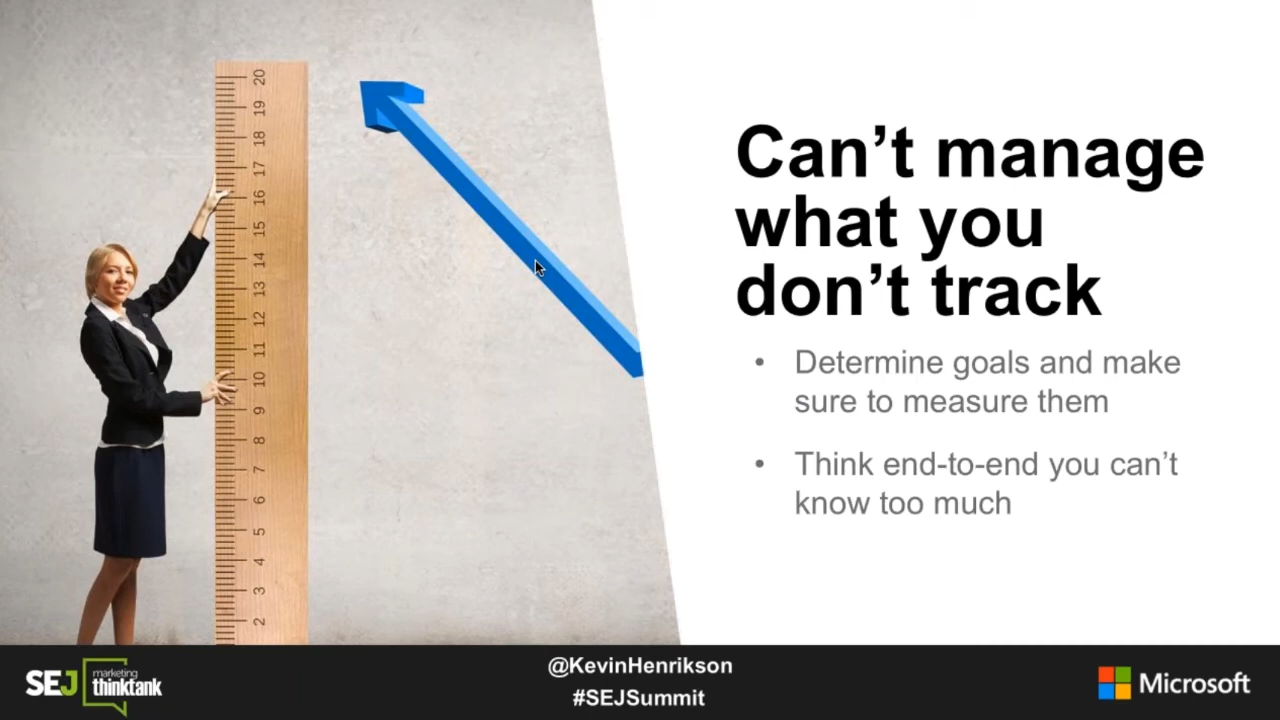 20
19
18
17
16
15
14
13
12
11
10
9
8
7
6
5
4
3
2
Can’t manage
what you
don’t track
• Determine goals and make
sure to measure them
• Think end-to-end you can’t
know too much
SEJ marketing
thinktank
@KevinHenrikson
#SEJSummit
Microsoft